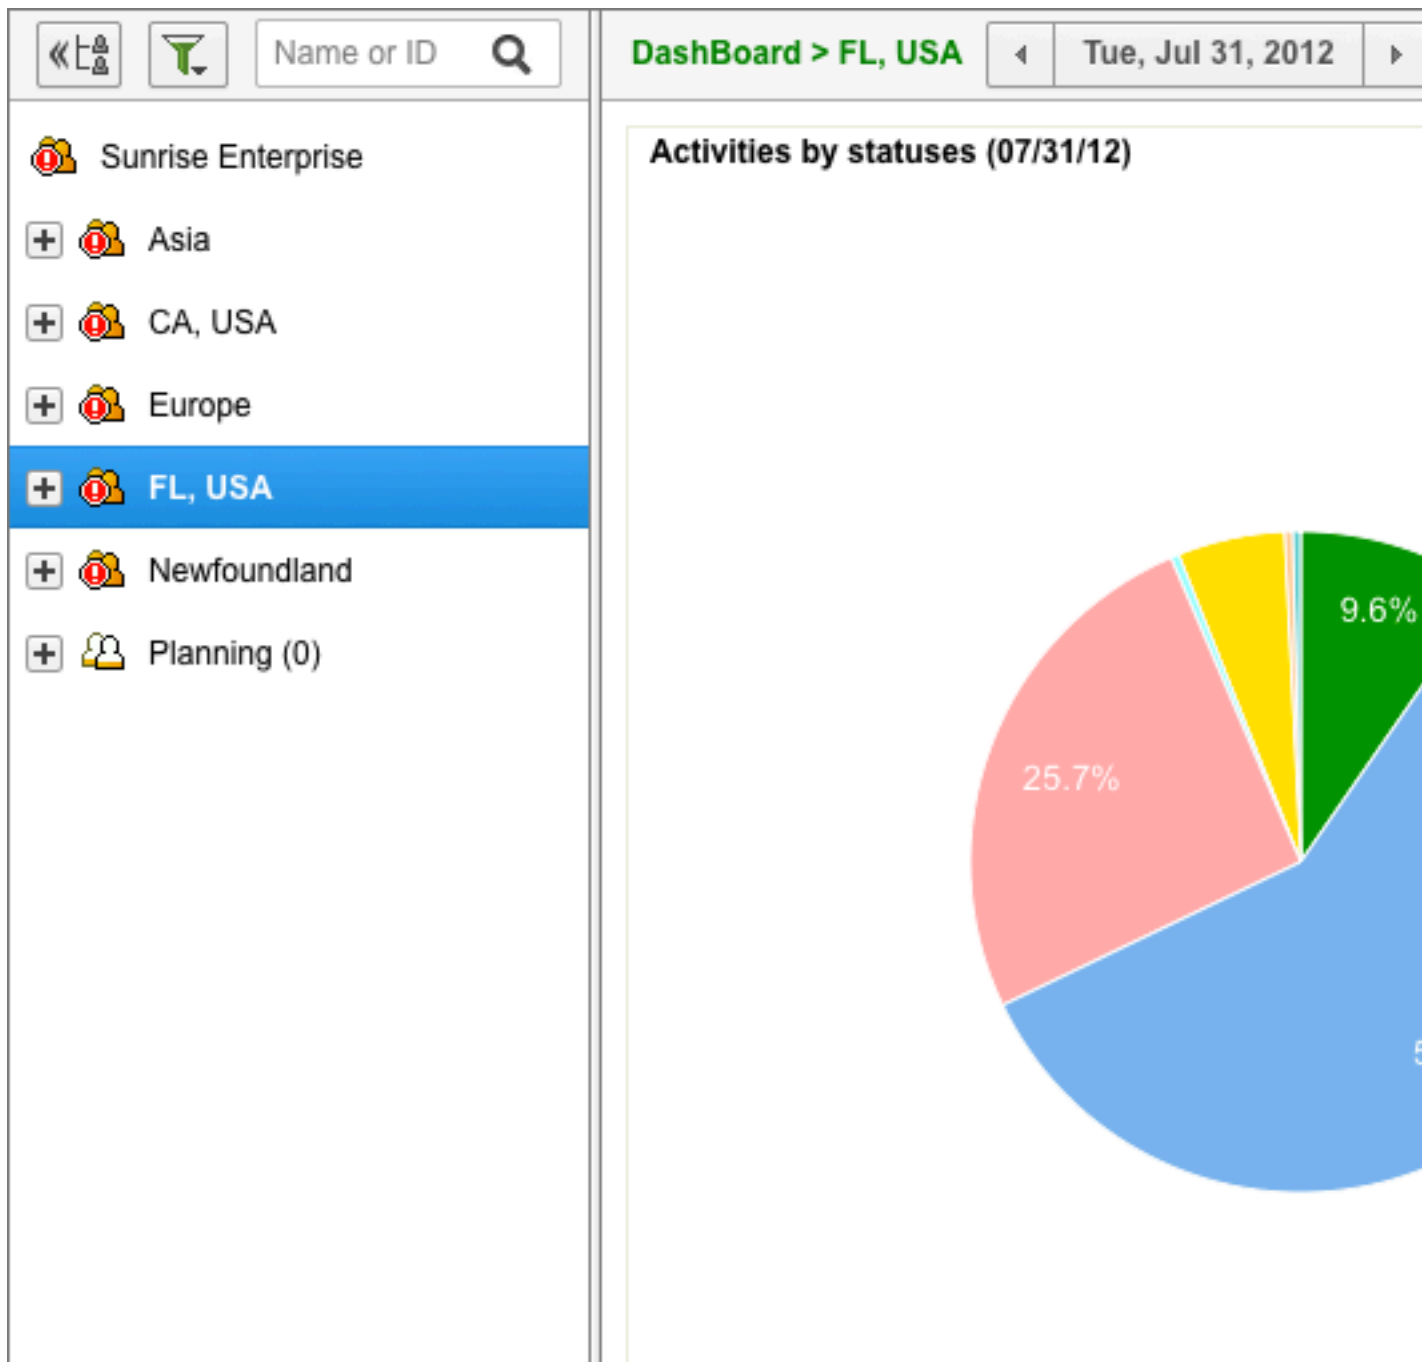 Name or ID
DashBoard > FL, USA
Tue, Jul 31, 2012
Sunrise Enterprise
Asia
CA, USA
Europe
FL, USA
Newfoundland
Planning (0)
Activities by statuses (07/31/12)
9.6%
25.7%